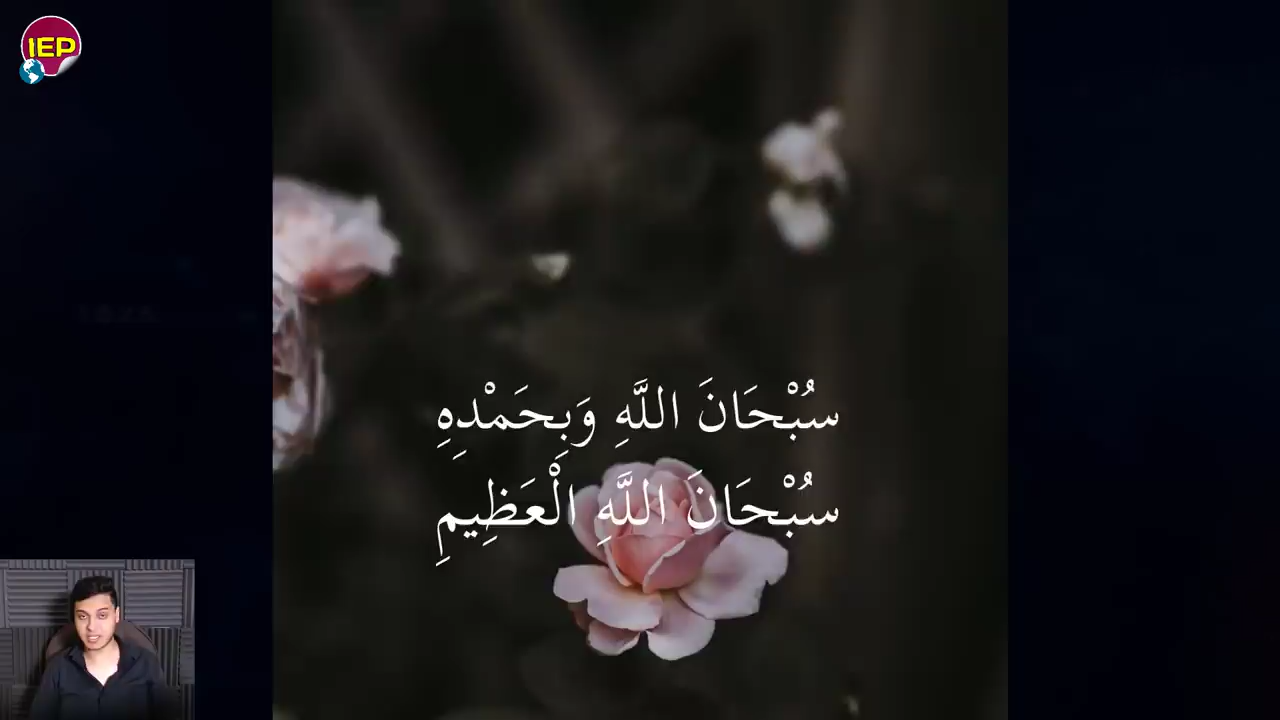 IEP
سُبْحَانَ اللَّهِ وَبِحَمْدِهِ
سُبْحَانَ اللَّهِ الْعَظِيمِ